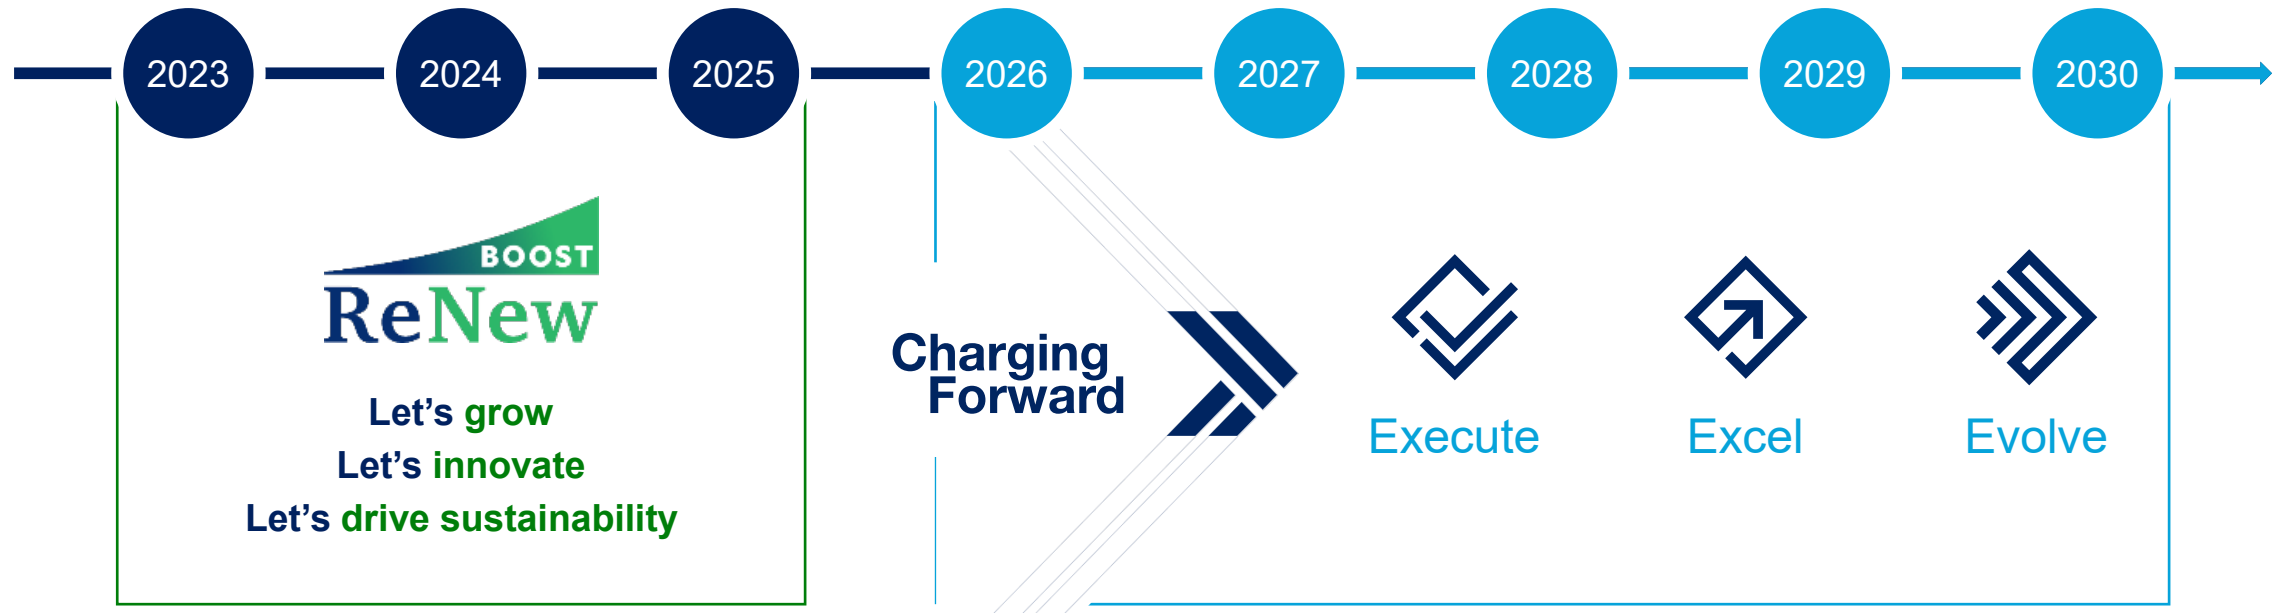 2023 2024 2025 2026 2027 2028 2029 2030
BOOST
ReNew
Let's grow
Let's innovate
Let's drive sustainability
Charging
Forward
Execute Excel Evolve